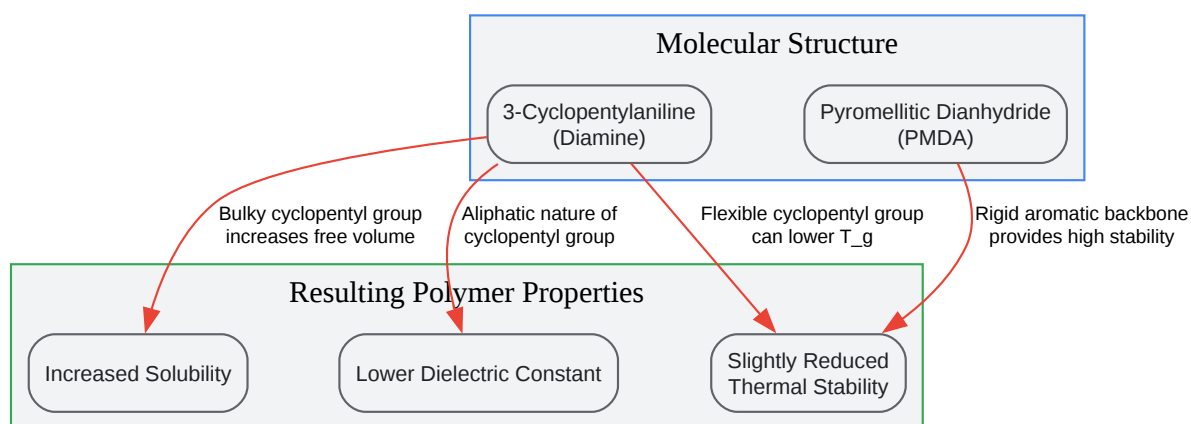 Molecular Structure
3-Cyclopentylaniline
(Diamine)
Pyromellitic Dianhydride
(PMDA)
Bulky cyclopentyl group
increases free volume
Aliphatic nature of
cyclopentyl group
Flexible cyclopentyl group
can lower T_g
Rigid aromatic backbone
provides high stability
Resulting Polymer Properties
Increased Solubility
Lower Dielectric Constant
Slightly Reduced
Thermal Stability